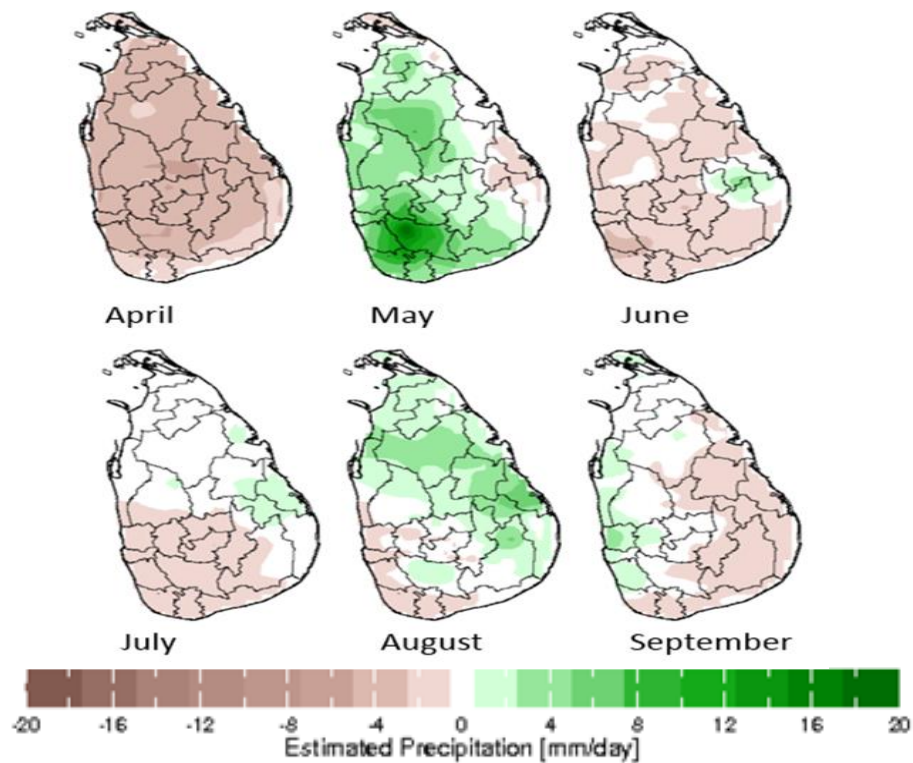 April May June
July August September
-20 -16 -12 -8 -4 0 4 8 12 16 20
Estimated Precipitation [mm/day]